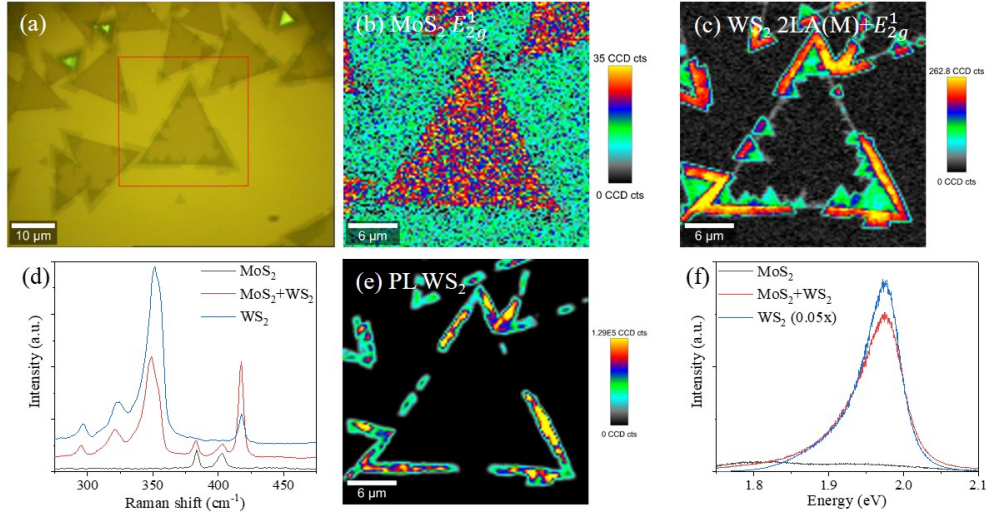 (a)
10 μm
(b) MoS₂ E¹₂g
35 CCD cts
0 CCD cts
6 μm
(c) WS₂ 2LA(M)+E¹₂g
262.8 CCD cts
0 CCD cts
6 μm
(d)
MoS₂
MoS₂+WS₂
WS₂
Intensity (a.u.)
300 350 400 450
Raman shift (cm⁻¹)
(e) PL WS₂
1.29E5 CCD cts
0 CCD cts
6 μm
(f)
MoS₂
MoS₂+WS₂
WS₂ (0.05x)
Intensity (a.u.)
1.8 1.9 2.0 2.1
Energy (eV)